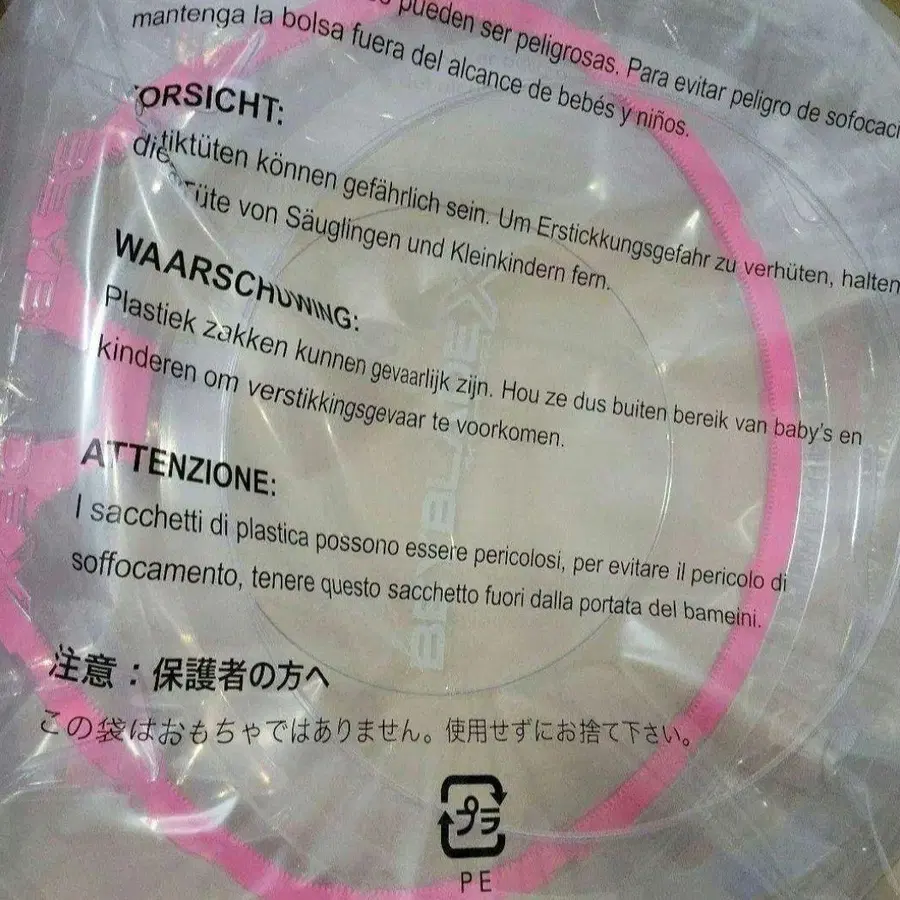 pueden ser peligrosas. Para evitar peligro de sofocaci
mantenga la bolsa fuera del alcance de bebés y niños.
ORSICHT:
tiktüten können gefährlich sein. Um Erstickkungsgefahr zu verhüten, halten
die Tüte von Säuglingen und Kleinkindern fern.
WAARSCHUWING:
Plastiek zakken kunnen gevaarlijk zijn. Hou ze dus buiten bereik van baby's en
kinderen om verstikkingsgevaar te voorkomen.
ATTENZIONE:
I sacchetti di plastica possono essere pericolosi, per evitare il pericolo di
soffocamento, tenere questo sacchetto fuori dalla portata del bameini.
注意：保護者の方へ
この袋はおもちゃではありません。使用せずにお捨て下さい。
プラ
PE